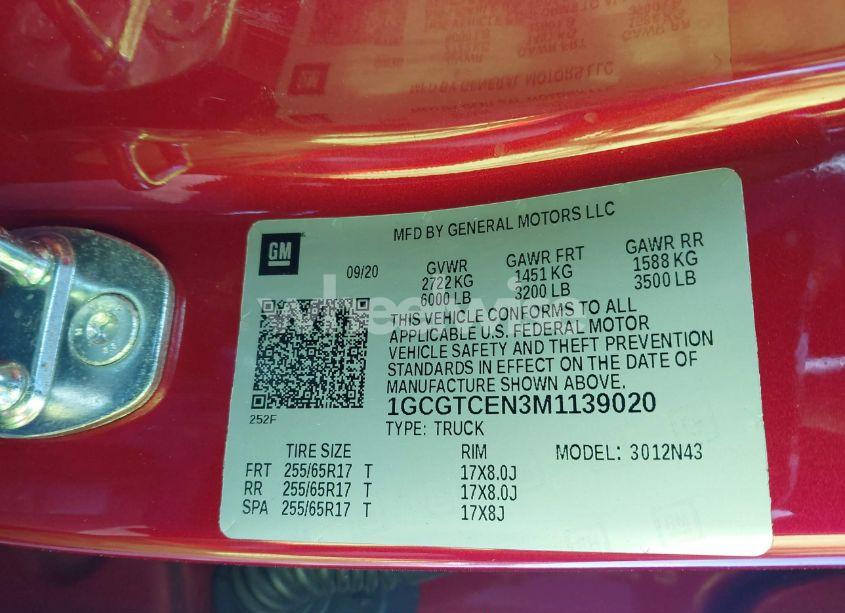 MFD BY GENERAL MOTORS LLC
GM
09/20 GVWR GAWR FRT GAWR RR
2722 KG 1451 KG 1588 KG
6000 LB 3200 LB 3500 LB
THIS VEHICLE CONFORMS TO ALL
APPLICABLE U.S. FEDERAL MOTOR
VEHICLE SAFETY AND THEFT PREVENTION
STANDARDS IN EFFECT ON THE DATE OF
MANUFACTURE SHOWN ABOVE.
252F
1GCGTCEN3M1139020
TYPE: TRUCK
TIRE SIZE RIM MODEL: 3012N43
FRT 255/65R17 T 17X8.0J
RR 255/65R17 T 17X8.0J
SPA 255/65R17 T 17X8J
GM